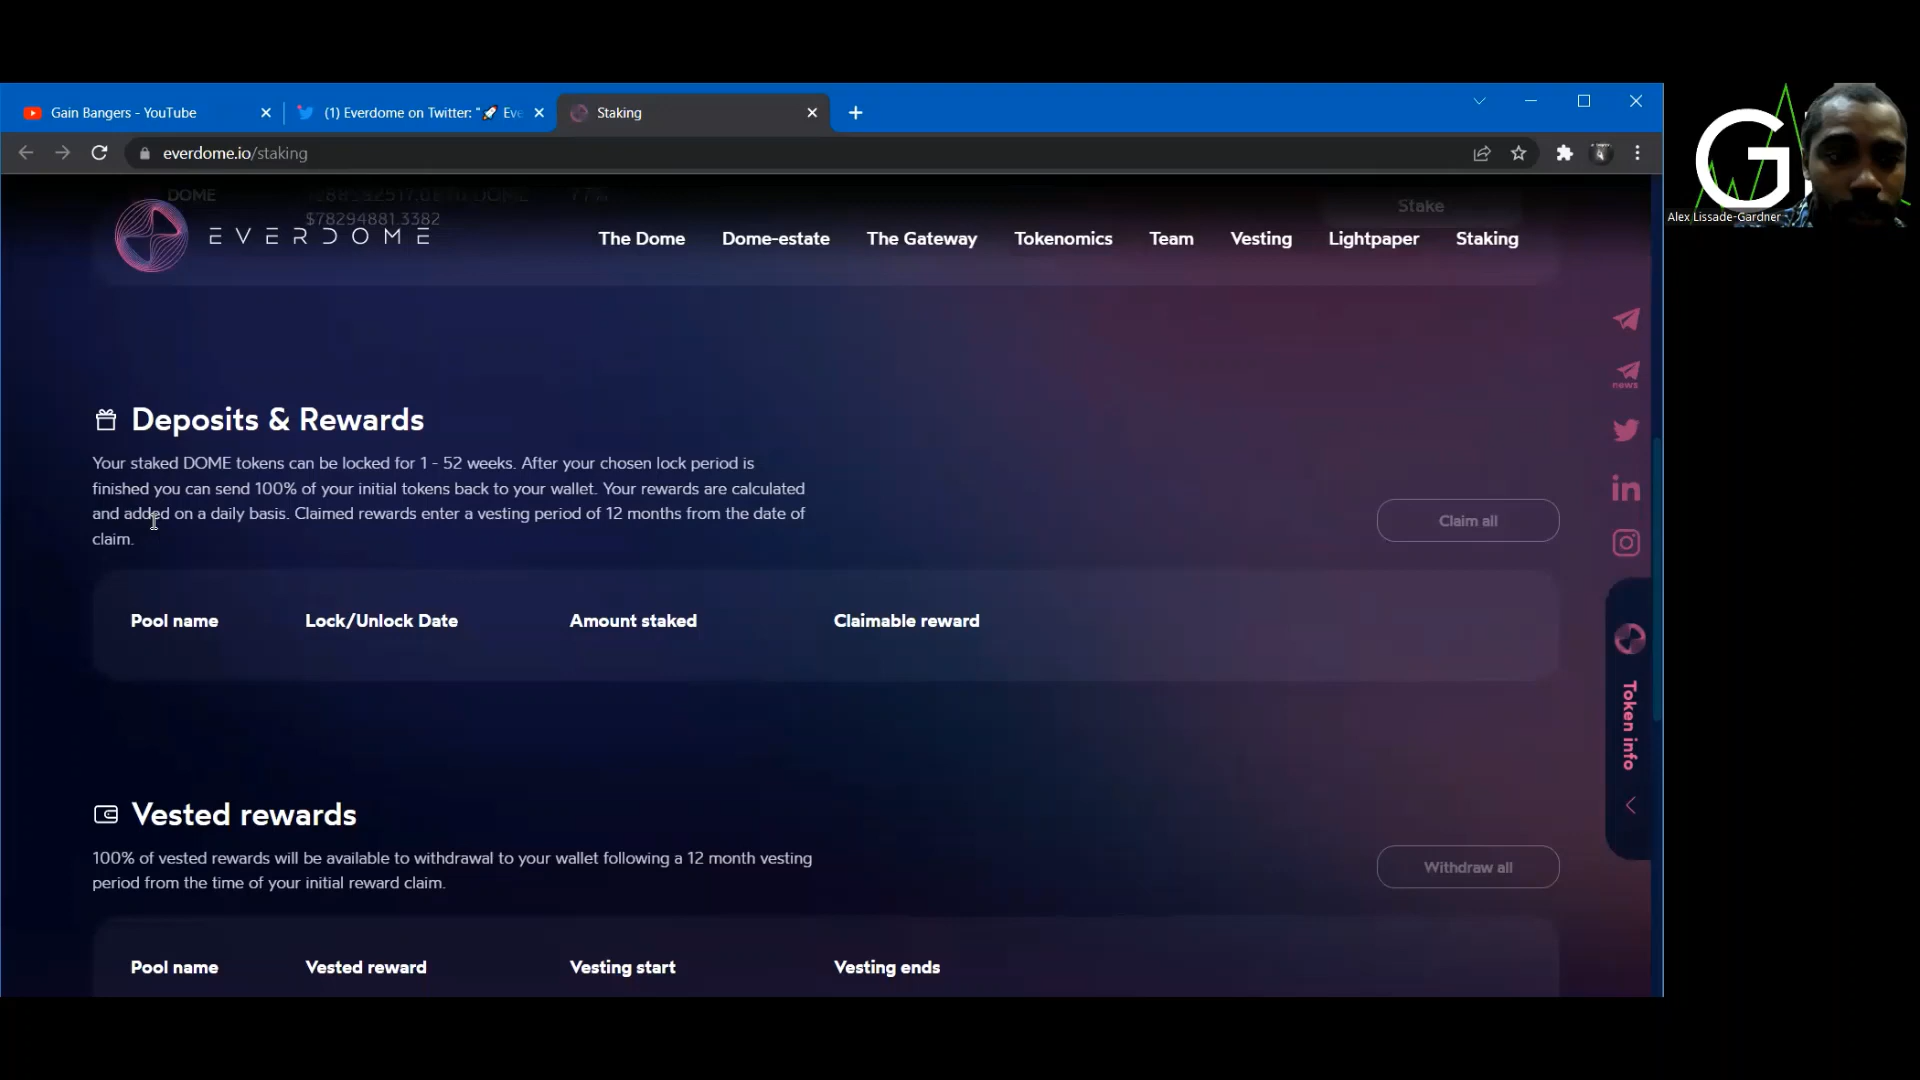 Gain Bangers - YouTube
(1) Everdome on Twitter: "🚀 Eve
Staking
everdome.io/staking
DOME
77%
$78294881.3382
Stake
EVERDOME
The Dome
Dome-estate
The Gateway
Tokenomics
Team
Vesting
Lightpaper
Staking
G
Alex Lissade-Gardner
news
Deposits & Rewards
Your staked DOME tokens can be locked for 1 - 52 weeks. After your chosen lock period is
finished you can send 100% of your initial tokens back to your wallet. Your rewards are calculated
and added on a daily basis. Claimed rewards enter a vesting period of 12 months from the date of
claim.
Claim all
Pool name
Lock/Unlock Date
Amount staked
Claimable reward
Token info
Vested rewards
100% of vested rewards will be available to withdrawal to your wallet following a 12 month vesting
period from the time of your initial reward claim.
Withdraw all
Pool name
Vested reward
Vesting start
Vesting ends